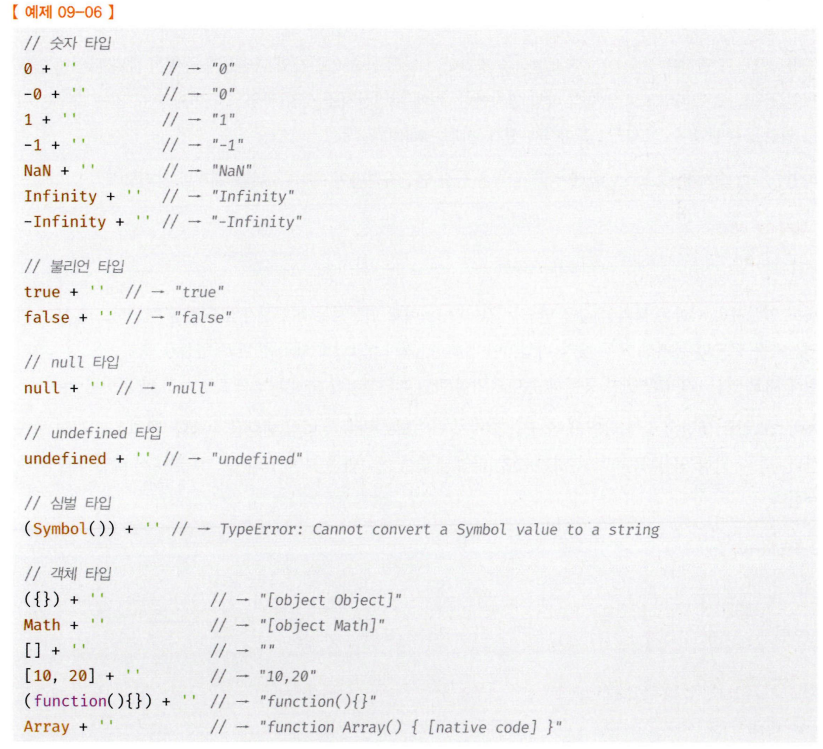 【 예제 09-06 】
// 숫자 타입
0 + '' // → "0"
-0 + '' // → "0"
1 + '' // → "1"
-1 + '' // → "-1"
NaN + '' // → "NaN"
Infinity + '' // → "Infinity"
-Infinity + '' // → "-Infinity"
// 불리언 타입
true + '' // → "true"
false + '' // → "false"
// null 타입
null + '' // → "null"
// undefined 타입
undefined + '' // → "undefined"
// 심벌 타입
(Symbol()) + '' // → TypeError: Cannot convert a Symbol value to a string
// 객체 타입
({}) + '' // → "[object Object]"
Math + '' // → "[object Math]"
[] + '' // → ""
[10, 20] + '' // → "10,20"
(function(){}) + '' // → "function(){}"
Array + '' // → "function Array() { [native code] }"